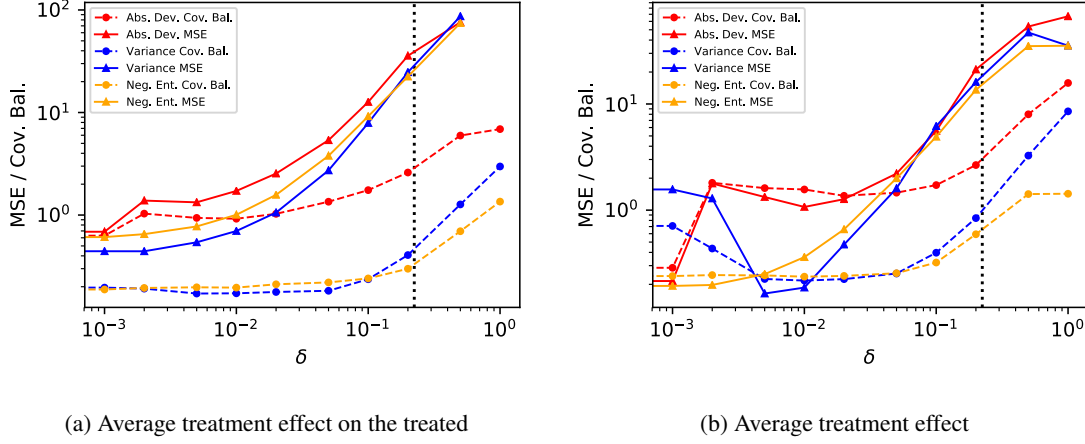 MSE / Cov. Bal.
10²
10¹
10⁰
Abs. Dev. Cov. Bal.
Abs. Dev. MSE
Variance Cov. Bal.
Variance MSE
Neg. Ent. Cov. Bal.
Neg. Ent. MSE
10⁻³
10⁻²
10⁻¹
10⁰
δ
(a) Average treatment effect on the treated
MSE / Cov. Bal.
10¹
10⁰
Abs. Dev. Cov. Bal.
Abs. Dev. MSE
Variance Cov. Bal.
Variance MSE
Neg. Ent. Cov. Bal.
Neg. Ent. MSE
10⁻³
10⁻²
10⁻¹
10⁰
δ
(b) Average treatment effect